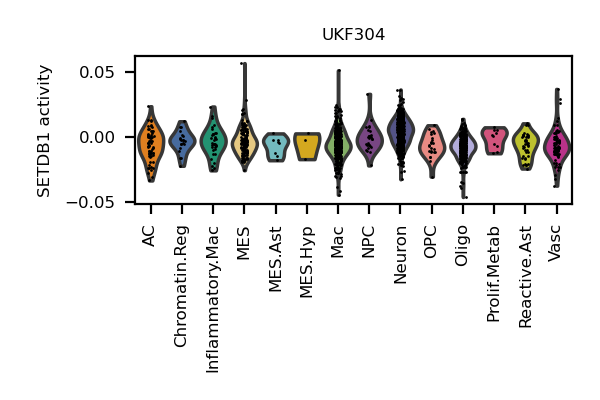 UKF304
SETDB1 activity
0.05
0.00
−0.05
AC
Chromatin.Reg
Inflammatory.Mac
MES
MES.Ast
MES.Hyp
Mac
NPC
Neuron
OPC
Oligo
Prolif.Metab
Reactive.Ast
Vasc